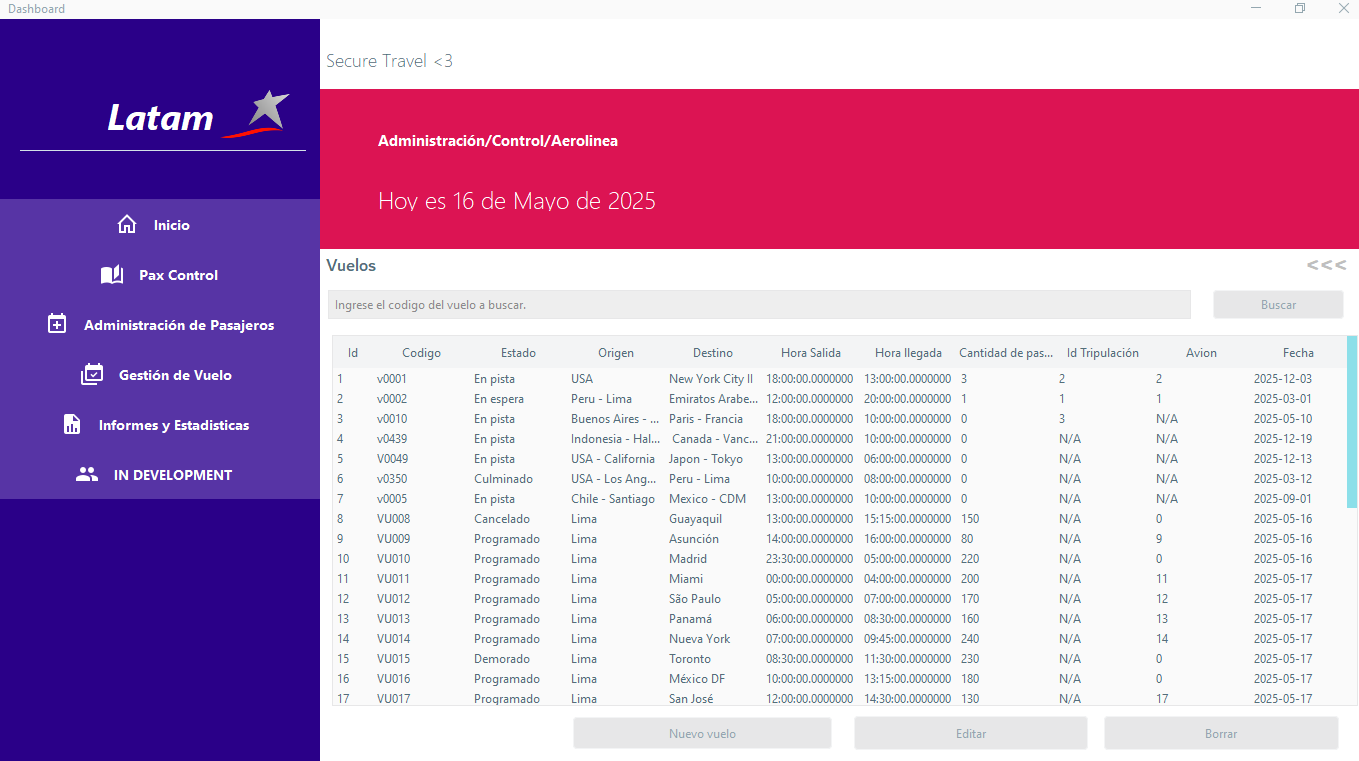 Dashboard
Secure Travel <3
Latam
Administración/Control/Aerolinea
Hoy es 16 de Mayo de 2025
Inicio
Pax Control
Administración de Pasajeros
Gestión de Vuelo
Informes y Estadisticas
IN DEVELOPMENT
Vuelos <<<
Ingrese el codigo del vuelo a buscar. Buscar
Id Codigo Estado Origen Destino Hora Salida Hora llegada Cantidad de pas... Id Tripulación Avion Fecha
1 v0001 En pista USA New York City II 18:00:00.0000000 13:00:00.0000000 3 2 2 2025-12-03
2 v0002 En espera Peru - Lima Emiratos Arabe... 12:00:00.0000000 20:00:00.0000000 1 1 1 2025-03-01
3 v0010 En pista Buenos Aires - ... Paris - Francia 18:00:00.0000000 10:00:00.0000000 0 3 N/A 2025-05-10
4 v0439 En pista Indonesia - Hal... Canada - Vanc... 21:00:00.0000000 10:00:00.0000000 0 N/A N/A 2025-12-19
5 V0049 En pista USA - California Japon - Tokyo 13:00:00.0000000 06:00:00.0000000 0 N/A N/A 2025-12-13
6 v0350 Culminado USA - Los Ang... Peru - Lima 10:00:00.0000000 08:00:00.0000000 0 N/A N/A 2025-03-12
7 v0005 En pista Chile - Santiago Mexico - CDM 13:00:00.0000000 10:00:00.0000000 0 N/A N/A 2025-09-01
8 VU008 Cancelado Lima Guayaquil 13:00:00.0000000 15:15:00.0000000 150 N/A 0 2025-05-16
9 VU009 Programado Lima Asunción 14:00:00.0000000 16:00:00.0000000 80 N/A 9 2025-05-16
10 VU010 Programado Lima Madrid 23:30:00.0000000 05:00:00.0000000 220 N/A 0 2025-05-16
11 VU011 Programado Lima Miami 00:00:00.0000000 04:00:00.0000000 200 N/A 11 2025-05-17
12 VU012 Programado Lima São Paulo 05:00:00.0000000 07:00:00.0000000 170 N/A 12 2025-05-17
13 VU013 Programado Lima Panamá 06:00:00.0000000 08:30:00.0000000 160 N/A 13 2025-05-17
14 VU014 Programado Lima Nueva York 07:00:00.0000000 09:45:00.0000000 240 N/A 14 2025-05-17
15 VU015 Demorado Lima Toronto 08:30:00.0000000 11:30:00.0000000 230 N/A 0 2025-05-17
16 VU016 Programado Lima México DF 10:00:00.0000000 13:15:00.0000000 180 N/A 0 2025-05-17
17 VU017 Programado Lima San José 12:00:00.0000000 14:30:00.0000000 130 N/A 17 2025-05-17
Nuevo vuelo Editar Borrar